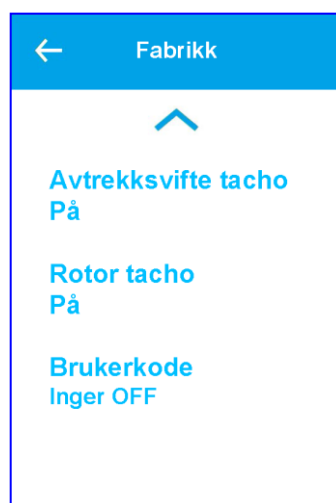 Fabrikk
Avtrekksvifte tacho
På
Rotor tacho
På
Brukerkode
Inger OFF